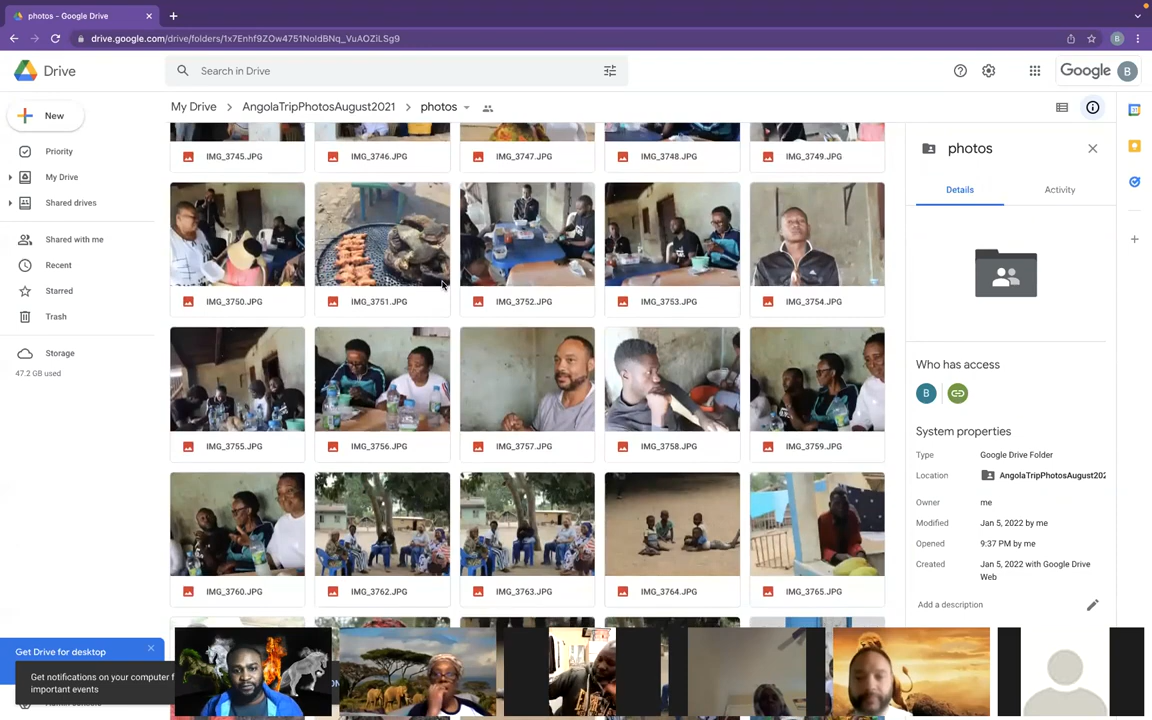 photos - Google Drive
drive.google.com/drive/folders/1x7Enhf9ZOw4751NoIdBNq_VuAOZiLSg9
B
Drive
Search in Drive
Google B
New
My Drive > AngolaTripPhotosAugust2021 > photos
Priority
My Drive
Shared drives
Shared with me
Recent
Starred
Trash
Storage
47.2 GB used
IMG_3745.JPG IMG_3746.JPG IMG_3747.JPG IMG_3748.JPG IMG_3749.JPG
IMG_3750.JPG IMG_3751.JPG IMG_3752.JPG IMG_3753.JPG IMG_3754.JPG
IMG_3755.JPG IMG_3756.JPG IMG_3757.JPG IMG_3758.JPG IMG_3759.JPG
IMG_3760.JPG IMG_3762.JPG IMG_3763.JPG IMG_3764.JPG IMG_3765.JPG
photos
Details Activity
Who has access
B
System properties
Type Google Drive Folder
Location AngolaTripPhotosAugust202
Owner me
Modified Jan 5, 2022 by me
Opened 9:37 PM by me
Created Jan 5, 2022 with Google Drive
Web
Add a description
Get Drive for desktop
Get notifications on your computer f
important events